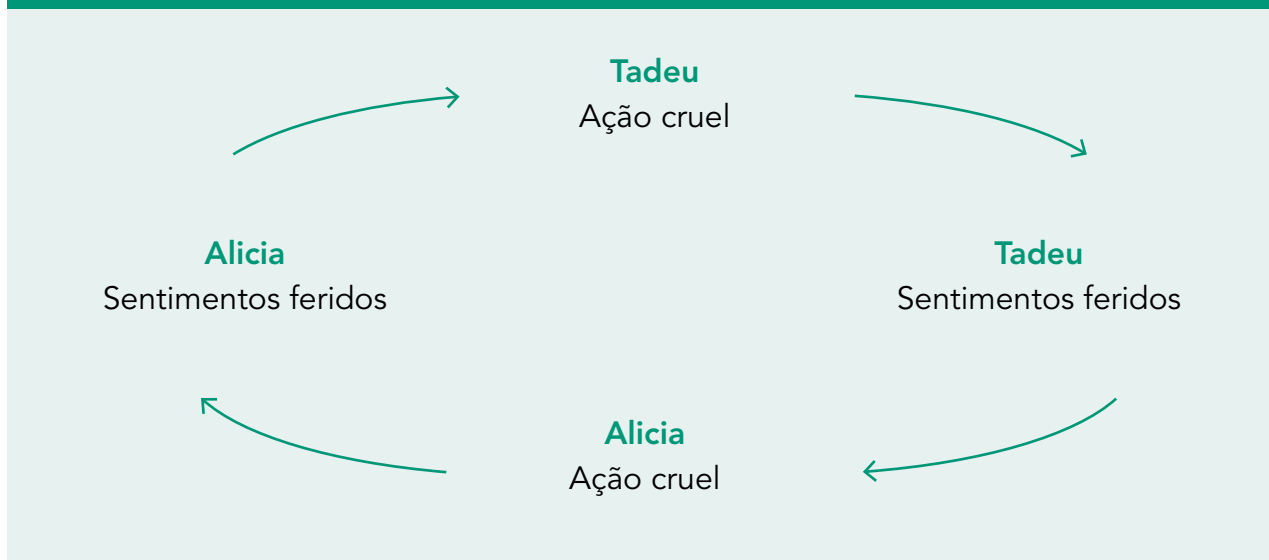 Tadeu
Ação cruel
Alicia
Sentimentos feridos
Tadeu
Sentimentos feridos
Alicia
Ação cruel